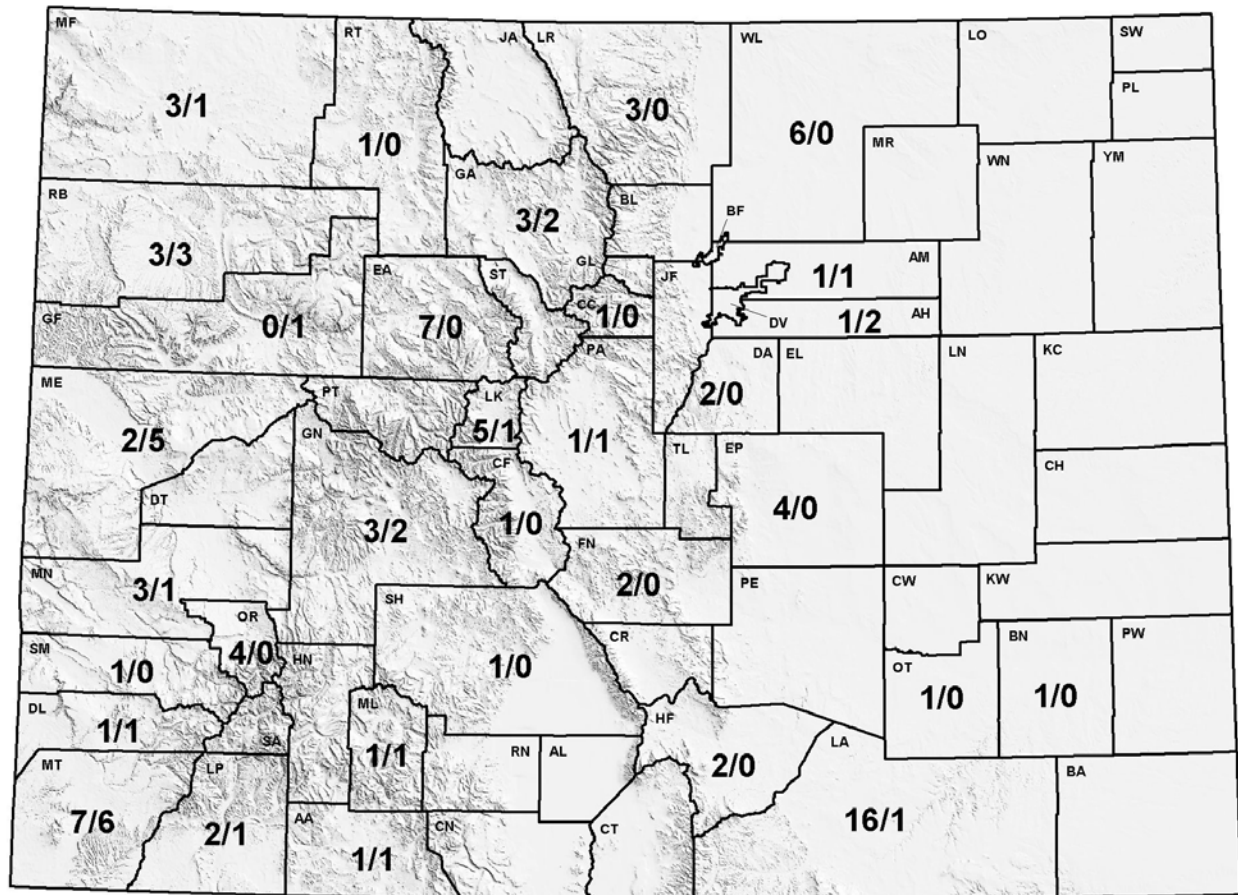 MF
RT
JA
LR
WL
LO
SW
PL
3/1
1/0
3/0
6/0
MR
WN
YM
RB
GA
BL
3/3
3/2
BF
GL
JF
AM
EA
ST
1/1
GF
CC
1/0
DV
1/2
AH
0/1
7/0
PA
DA
EL
LN
KC
ME
PT
LK
2/0
2/5
GN
5/1
1/1
TL
EP
CF
CH
DT
4/0
3/2
1/0
FN
MN
3/1
2/0
PE
CW
KW
SH
OR
4/0
CR
BN
PW
SM
1/0
HN
1/0
OT
1/0
1/0
DL
1/1
SA
ML
1/1
HF
2/0
LA
MT
LP
RN
AL
BA
7/6
2/1
AA
1/1
CN
CT
16/1